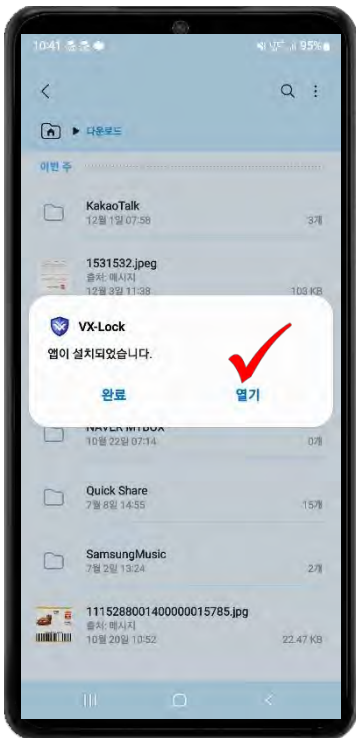 10:41
95%
다운로드
이번 주
KakaoTalk
12월 1일 07:58
3개
1531532.jpeg
출처: 메시지
12월 3일 11:38
103 KB
VX-Lock
앱이 설치되었습니다.
완료
열기
NAVER MYBOX
10월 22일 07:14
0개
Quick Share
7월 8일 14:55
15개
SamsungMusic
7월 2일 13:24
2개
1115288001400000015785.jpg
출처: 메시지
10월 20일 10:52
22.47 KB